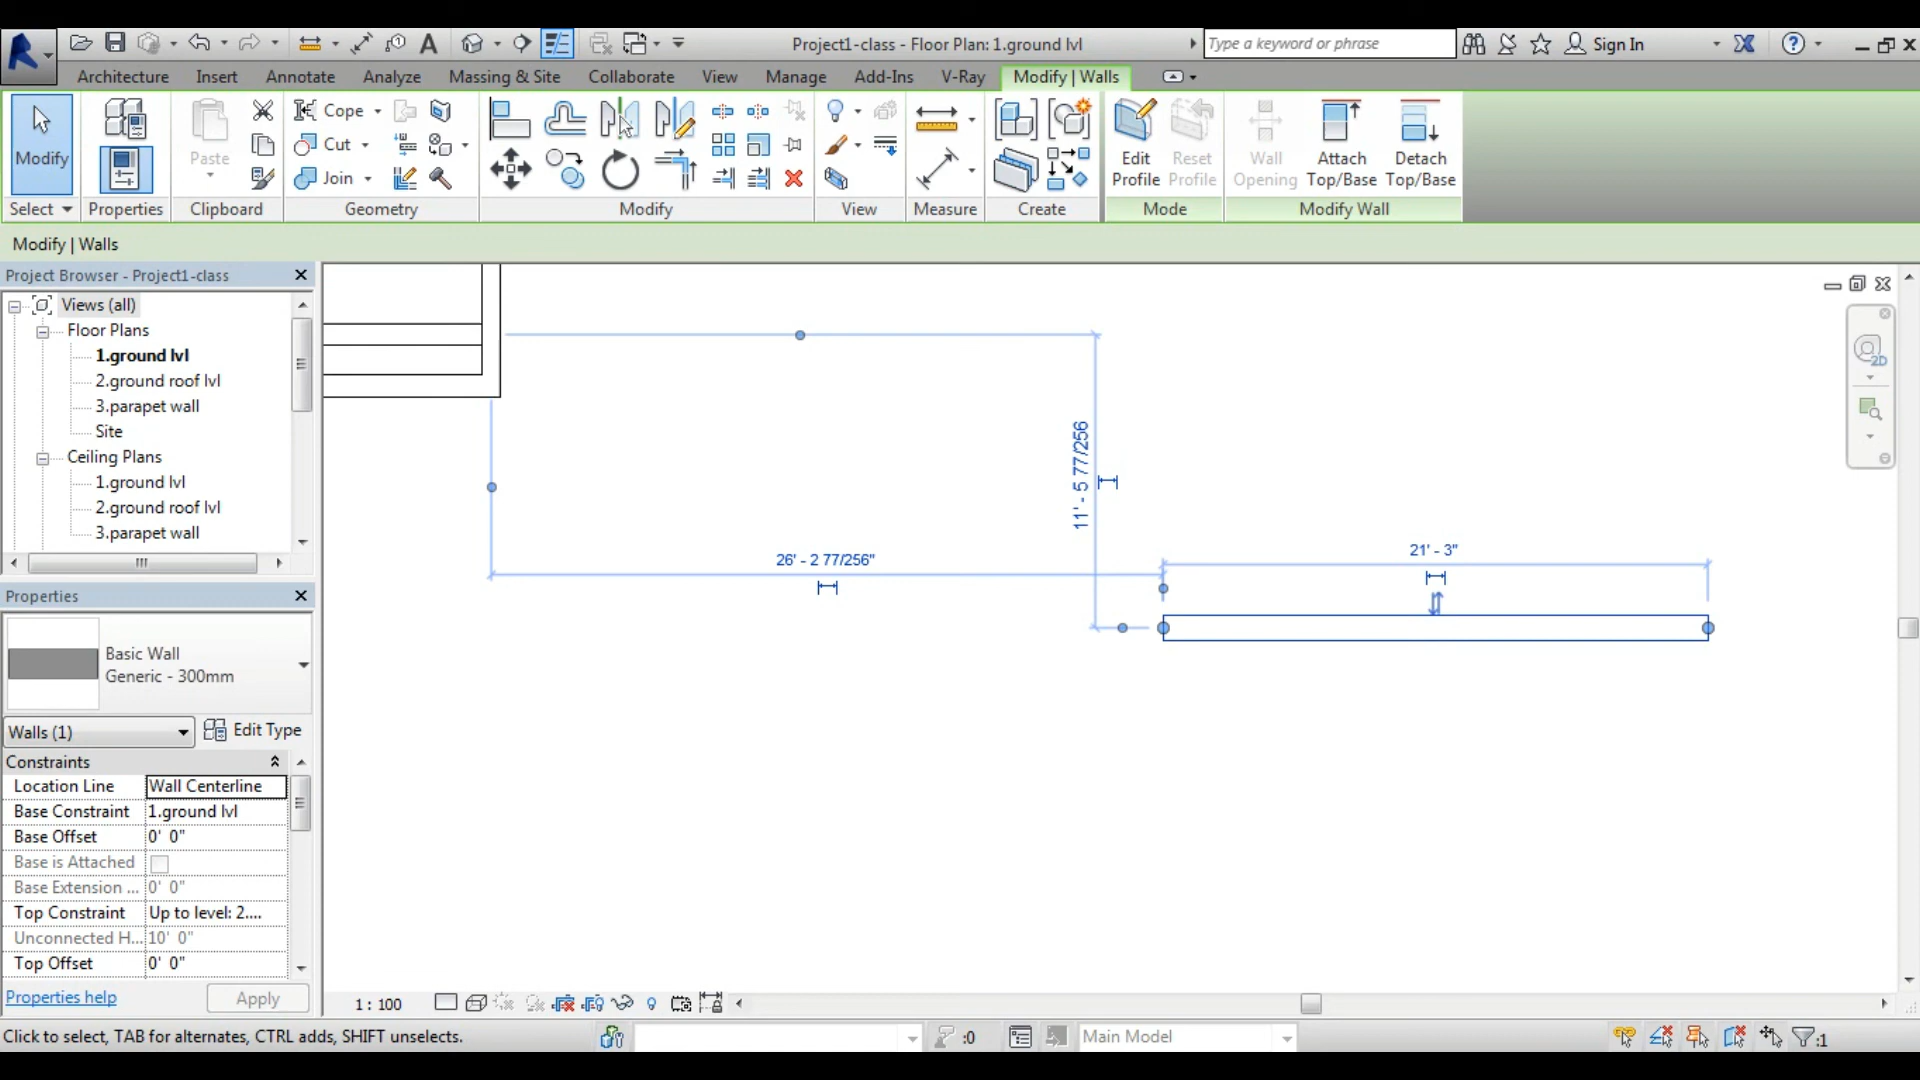 Project1-class - Floor Plan: 1.ground lvl
Type a keyword or phrase
Sign In
Architecture Insert Annotate Analyze Massing & Site Collaborate View Manage Add-Ins V-Ray Modify | Walls
Modify
Paste
Cope
Cut
Join
Edit Profile
Reset Profile
Wall Opening
Attach Top/Base
Detach Top/Base
Select Properties Clipboard Geometry Modify View Measure Create Mode Modify Wall
Modify | Walls
Project Browser - Project1-class
Views (all)
Floor Plans
1.ground lvl
2.ground roof lvl
3.parapet wall
Site
Ceiling Plans
1.ground lvl
2.ground roof lvl
3.parapet wall
Properties
Basic Wall
Generic - 300mm
Walls (1)
Edit Type
Constraints
Location Line Wall Centerline
Base Constraint 1.ground lvl
Base Offset 0' 0"
Base is Attached
Base Extension ... 0' 0"
Top Constraint Up to level: 2....
Unconnected H... 10' 0"
Top Offset 0' 0"
Properties help
Apply
2D
11' - 5 77/256
26' - 2 77/256"
21' - 3"
1 : 100
Click to select, TAB for alternates, CTRL adds, SHIFT unselects.
:0
Main Model
:1